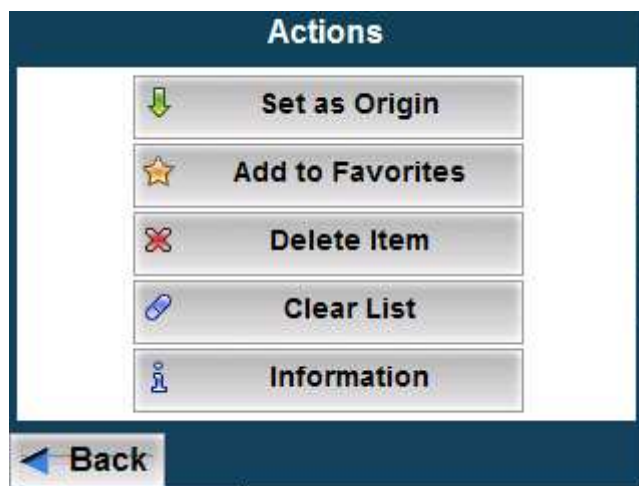 Actions
Set as Origin
Add to Favorites
Delete Item
Clear List
Information
Back